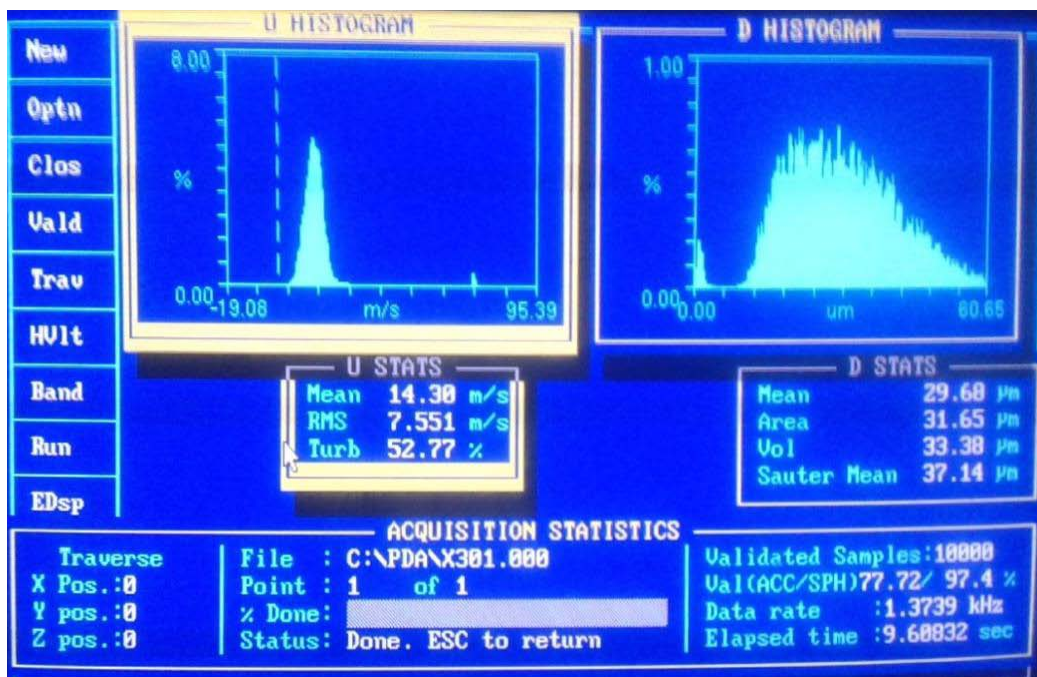 New
Optn
Clos
Vald
Trav
HVlt
Band
Run
EDsp
U HISTOGRAM
8.00
%
0.00
-19.08
m/s
95.39
D HISTOGRAM
1.00
%
0.00
0.00
um
80.65
U STATS
Mean 14.30 m/s
RMS 7.551 m/s
Turb 52.77 %
D STATS
Mean 29.60 µm
Area 31.65 µm
Vol 33.38 µm
Sauter Mean 37.14 µm
ACQUISITION STATISTICS
Traverse
X Pos.:0
Y pos.:0
Z pos.:0
File : C:\PDA\X301.000
Point : 1 of 1
% Done:
Status: Done. ESC to return
Validated Samples:10000
Val(ACC/SPH)77.72/ 97.4 %
Data rate :1.3739 kHz
Elapsed time :9.60832 sec